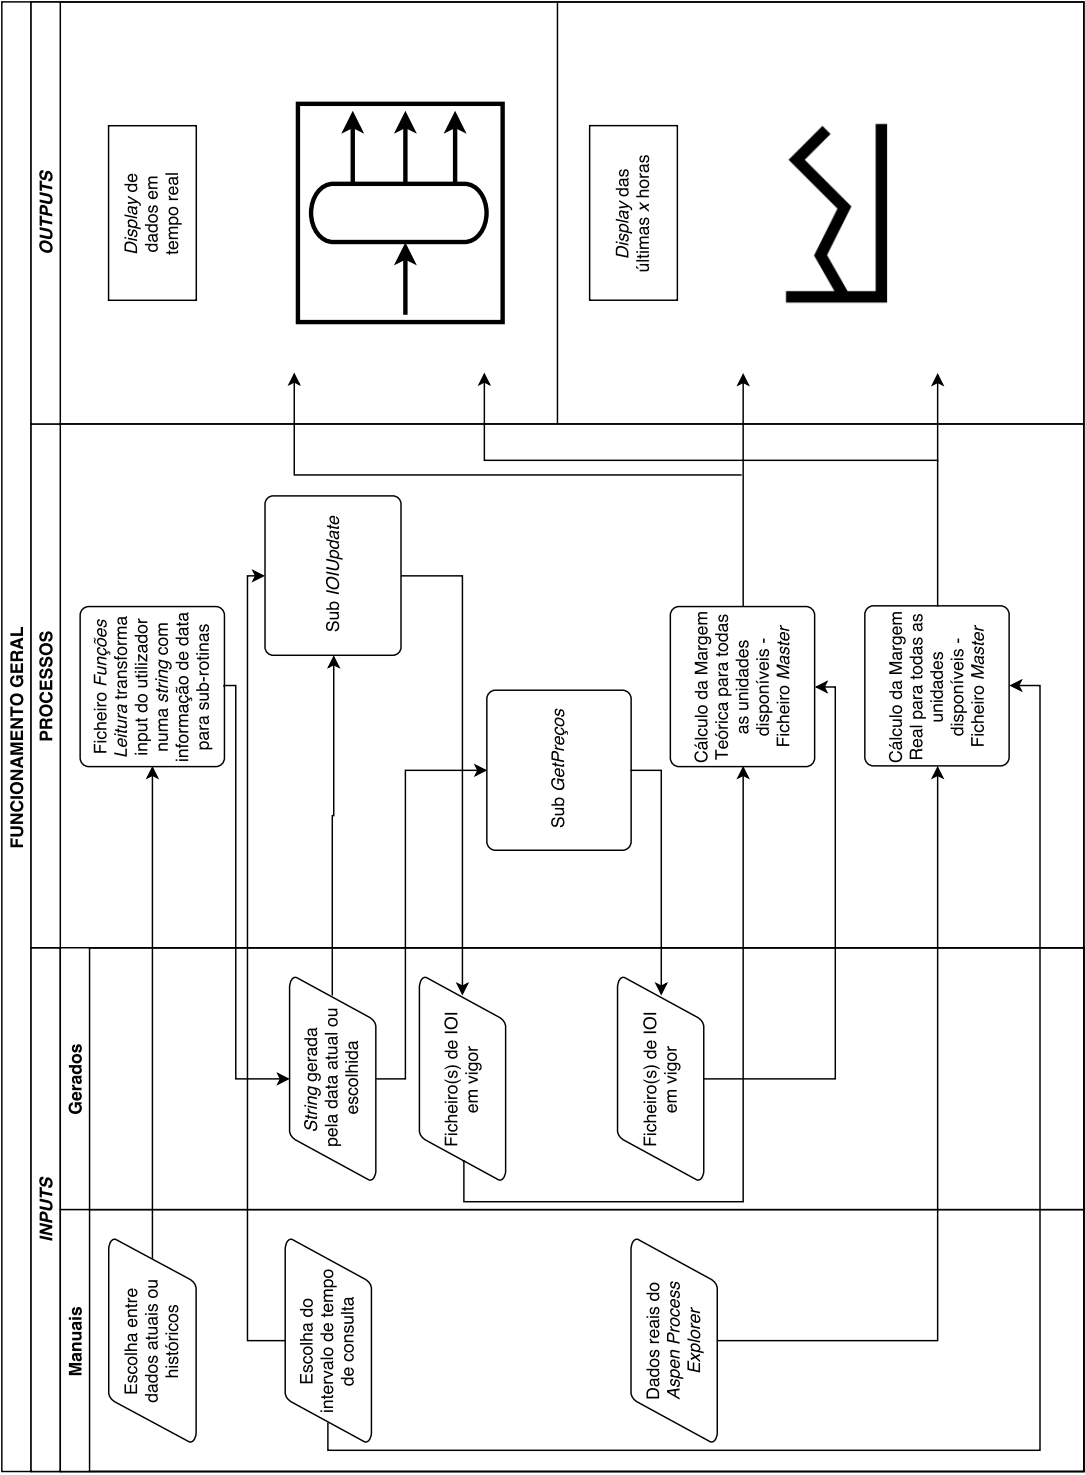 FUNCIONAMENTO GERAL
INPUTS
PROCESSOS
OUTPUTS
Manuais
Gerados
Escolha entre
dados atuais ou
históricos
Escolha do
intervalo de tempo
de consulta
Dados reais do
Aspen Process
Explorer
String gerada
pela data atual ou
escolhida
Ficheiro(s) de IOI
em vigor
Ficheiro(s) de IOI
em vigor
Ficheiro Funções
Leitura transforma
input do utilizador
numa string com
informação de data
para sub-rotinas
Sub IOIUpdate
Sub GetPreços
Cálculo da Margem
Teórica para todas
as unidades
disponíveis -
Ficheiro Master
Cálculo da Margem
Real para todas as
unidades
disponíveis -
Ficheiro Master
Display de
dados em
tempo real
Display das
últimas x horas